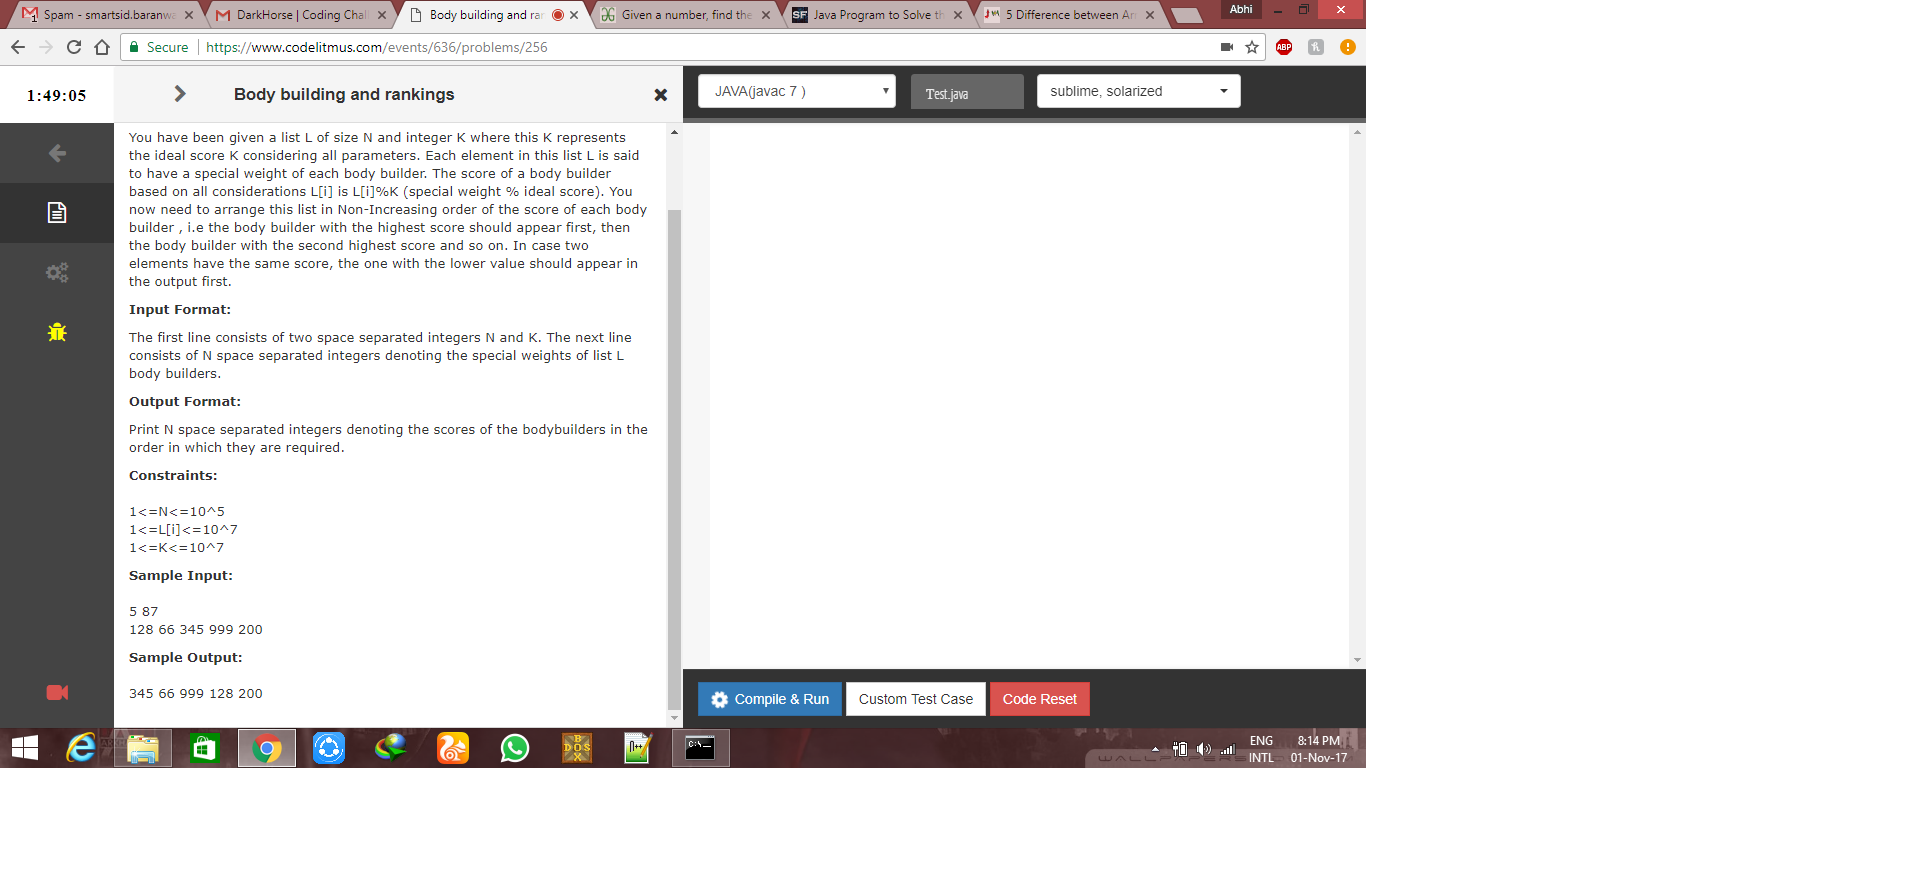 Spam - smartsid.baranwa
DarkHorse | Coding Chal
Body building and ran
Given a number, find the
SF Java Program to Solve th
5 Difference between An
Abhi
Secure https://www.codelitmus.com/events/636/problems/256
ABP
1:49:05
Body building and rankings
JAVA(javac 7 )
Test.java
sublime, solarized
You have been given a list L of size N and integer K where this K represents
the ideal score K considering all parameters. Each element in this list L is said
to have a special weight of each body builder. The score of a body builder
based on all considerations L[i] is L[i]%K (special weight % ideal score). You
now need to arrange this list in Non-Increasing order of the score of each body
builder , i.e the body builder with the highest score should appear first, then
the body builder with the second highest score and so on. In case two
elements have the same score, the one with the lower value should appear in
the output first.
Input Format:
The first line consists of two space separated integers N and K. The next line
consists of N space separated integers denoting the special weights of list L
body builders.
Output Format:
Print N space separated integers denoting the scores of the bodybuilders in the
order in which they are required.
Constraints:
1<=N<=10^5
1<=L[i]<=10^7
1<=K<=10^7
Sample Input:
5 87
128 66 345 999 200
Sample Output:
345 66 999 128 200
Compile & Run
Custom Test Case
Code Reset
ENG
INTL
8:14 PM
01-Nov-17